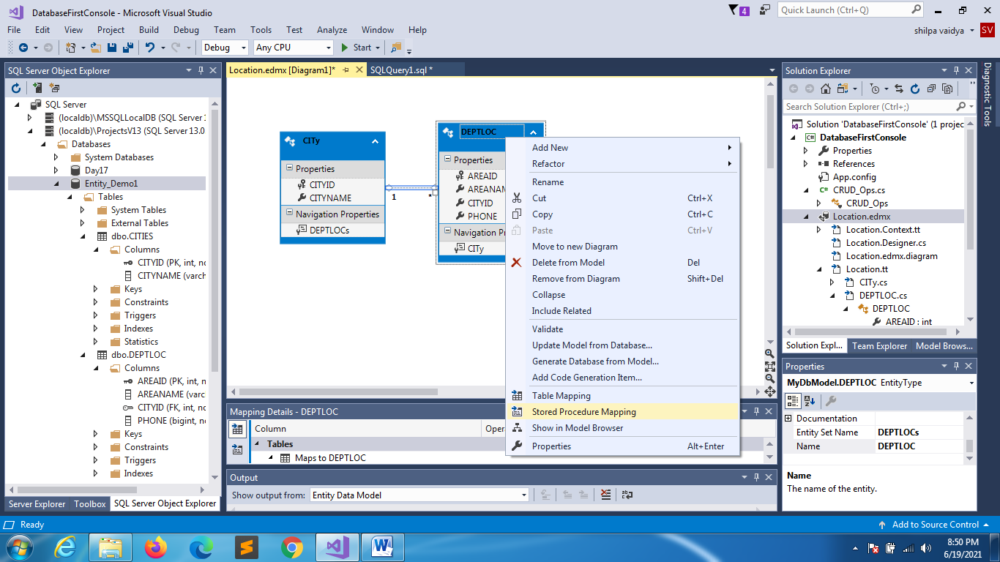 DatabaseFirstConsole - Microsoft Visual Studio
4
Quick Launch (Ctrl+Q)
File Edit View Project Build Debug Team Tools Test Analyze Window Help
shilpa vaidya
SV
Debug
Any CPU
Start
SQL Server Object Explorer
SQL Server
(localdb)\MSSQLLocalDB (SQL Server 1
(localdb)\ProjectsV13 (SQL Server 13.0
Databases
System Databases
Day17
Entity_Demo1
Tables
System Tables
External Tables
dbo.CITIES
Columns
CITYID (PK, int, no
CITYNAME (varch
Keys
Constraints
Triggers
Indexes
Statistics
dbo.DEPTLOC
Columns
AREAID (PK, int, n
AREANAME (varc
CITYID (FK, int, nu
PHONE (bigint, nu
Keys
Constraints
Triggers
Indexes
Server Explorer Toolbox SQL Server Object Explorer
Location.edmx [Diagram1]*
SQLQuery1.sql *
CITy
Properties
CITYID
CITYNAME
Navigation Properties
DEPTLOCs
1
*
DEPTLOC
Properties
AREAID
AREANAM
CITYID
PHONE
Navigation Pr
CITy
Add New
Refactor
Rename
Cut Ctrl+X
Copy Ctrl+C
Paste Ctrl+V
Move to new Diagram
Delete from Model Del
Remove from Diagram Shift+Del
Collapse
Include Related
Validate
Update Model from Database...
Generate Database from Model...
Add Code Generation Item...
Table Mapping
Stored Procedure Mapping
Show in Model Browser
Properties Alt+Enter
Mapping Details - DEPTLOC
Column
Oper
Tables
Maps to DEPTLOC
Output
Show output from: Entity Data Model
Solution Explorer
Search Solution Explorer (Ctrl+;)
Solution 'DatabaseFirstConsole' (1 projec
DatabaseFirstConsole
Properties
References
App.config
CRUD_Ops.cs
CRUD_Ops
Location.edmx
Location.Context.tt
Location.Designer.cs
Location.edmx.diagram
Location.tt
CITy.cs
DEPTLOC.cs
DEPTLOC
AREAID : int
Solution Expl... Team Explorer Model Brows...
Properties
MyDbModel.DEPTLOC EntityType
Documentation
Entity Set Name DEPTLOCs
Name DEPTLOC
Name
The name of the entity.
Diagnostic Tools
Ready
Add to Source Control
8:50 PM
6/19/2021